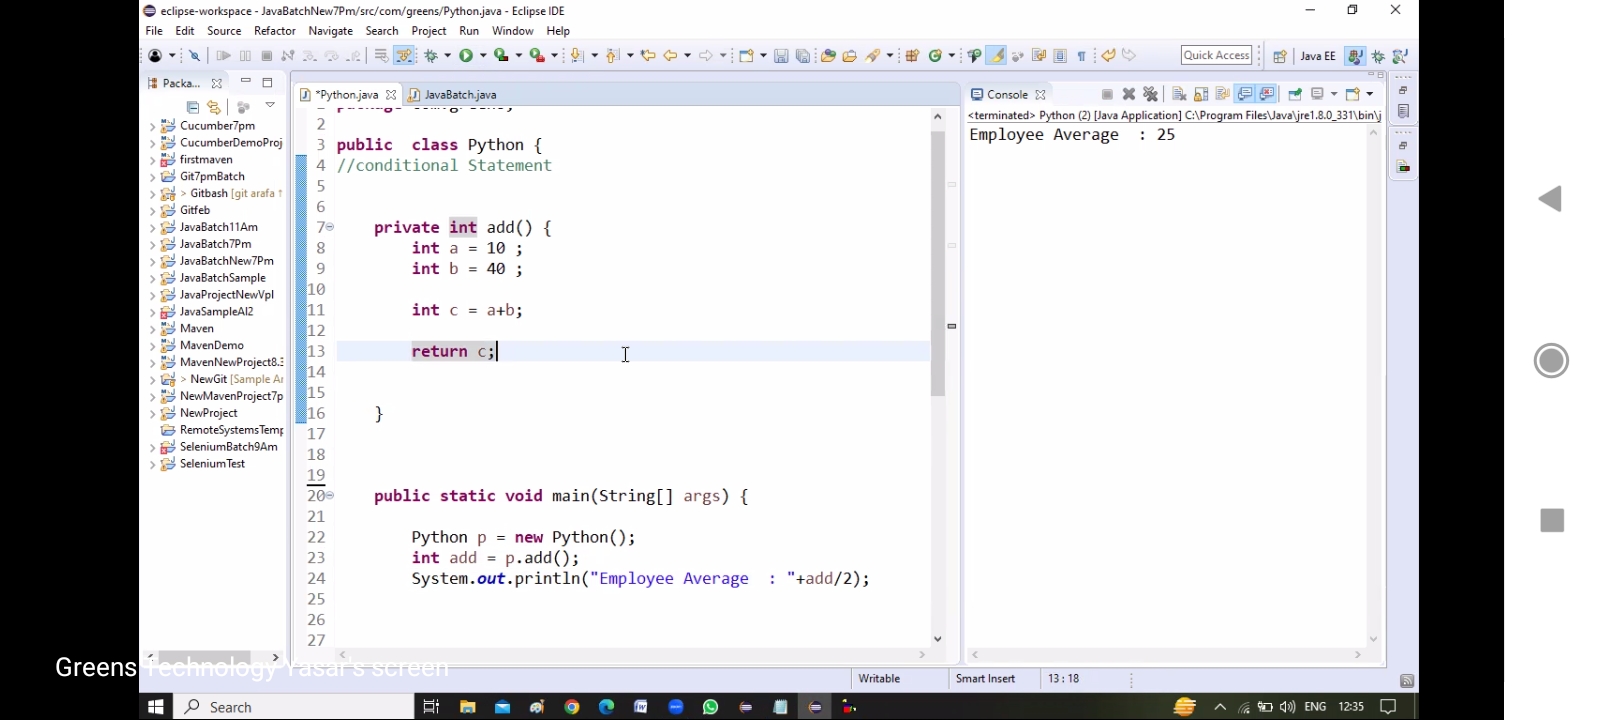 eclipse-workspace - JavaBatchNew7Pm/src/com/greens/Python.java - Eclipse IDE
File Edit Source Refactor Navigate Search Project Run Window Help
Quick Access
Java EE
Packa...
*Python.java
JavaBatch.java
Console
Cucumber7pm
CucumberDemoProj
firstmaven
Git7pmBatch
> Gitbash [git arafa
Gitfeb
JavaBatch11Am
JavaBatch7Pm
JavaBatchNew7Pm
JavaBatchSample
JavaProjectNewVpl
JavaSampleAI2
Maven
MavenDemo
MavenNewProject8.3
> NewGit [Sample Ar
NewMavenProject7p
NewProject
RemoteSystemsTemp
SeleniumBatch9Am
SeleniumTest
2
3 public class Python {
4 //conditional Statement
5
6
7 private int add() {
8 int a = 10 ;
9 int b = 40 ;
10
11 int c = a+b;
12
13 return c;
14
15
16 }
17
18
19
20 public static void main(String[] args) {
21
22 Python p = new Python();
23 int add = p.add();
24 System.out.println("Employee Average  : "+add/2);
25
26
27
<terminated> Python (2) [Java Application] C:\Program Files\Java\jre1.8.0_331\bin\j
Employee Average  : 25
Greens Technology Yasar's screen
Writable
Smart Insert
13 : 18
Search
ENG
12:35